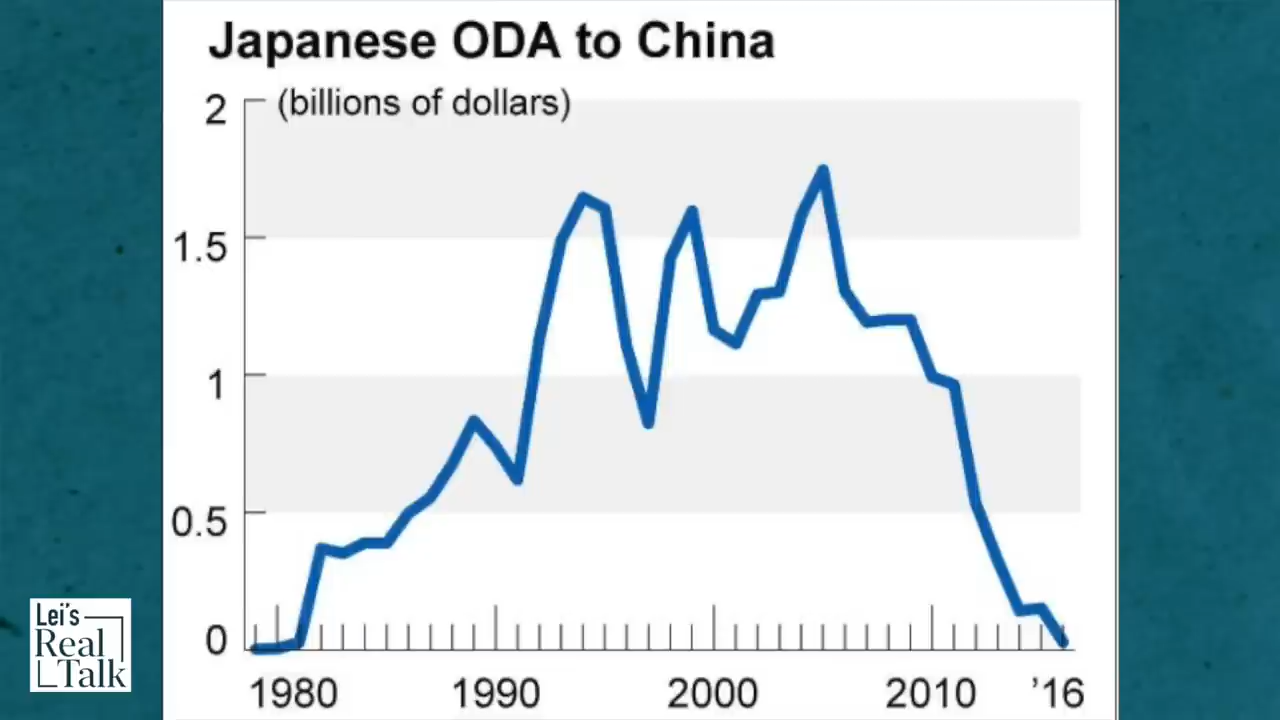 Japanese ODA to China
(billions of dollars)
2
1.5
1
0.5
0
1980 1990 2000 2010 ’16
Lei's
Real
Talk